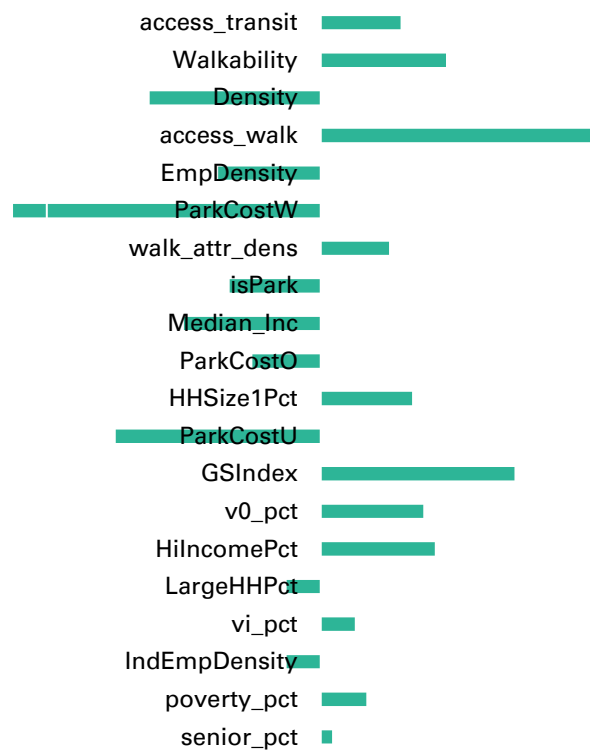 access_transit
Walkability
Density
access_walk
EmpDensity
ParkCostW
walk_attr_dens
isPark
Median_Inc
ParkCostO
HHSize1Pct
ParkCostU
GSIndex
v0_pct
HiIncomePct
LargeHHPct
vi_pct
IndEmpDensity
poverty_pct
senior_pct